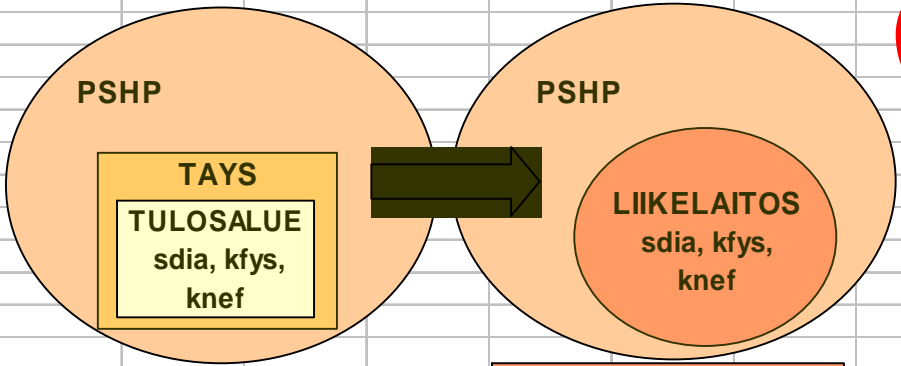 PSHP
TAYS
TULOSALUE
sdia, kfys,
knef
PSHP
LIIKELAITOS
sdia, kfys,
knef